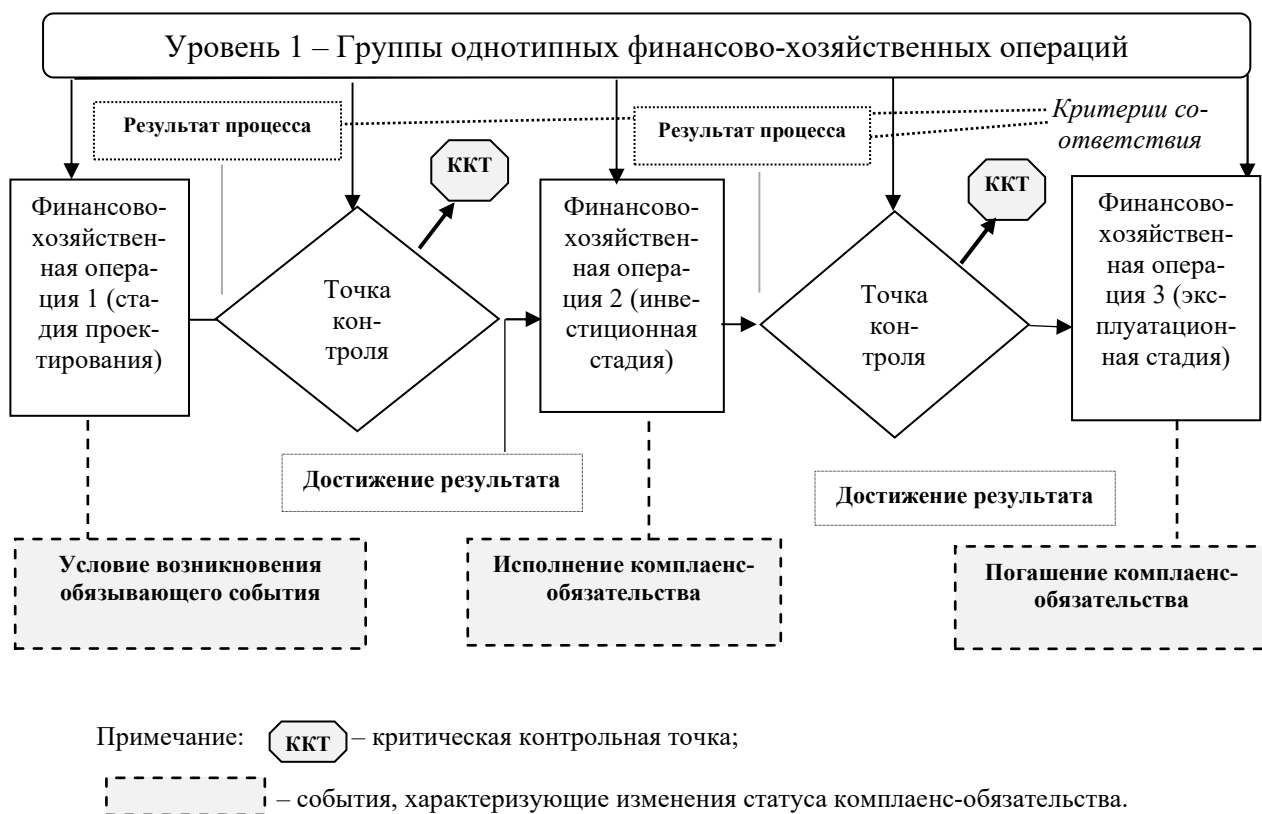 Уровень 1 – Группы однотипных финансово-хозяйственных операций
Результат процесса
Результат процесса
Критерии со-
ответствия
ККТ
ККТ
Финансово-
хозяйствен-
ная опера-
ция 1 (ста-
дия проек-
тирования)
Точка
кон-
троля
Финансово-
хозяйствен-
ная опера-
ция 2 (инве-
стиционная
стадия)
Точка
кон-
троля
Финансово-
хозяйствен-
ная опера-
ция 3 (экс-
плуатацион-
ная стадия)
Достижение результата
Достижение результата
Условие возникновения
обязывающего события
Исполнение комплаенс-
обязательства
Погашение комплаенс-
обязательства
Примечание: ККТ – критическая контрольная точка;
– события, характеризующие изменения статуса комплаенс-обязательства.